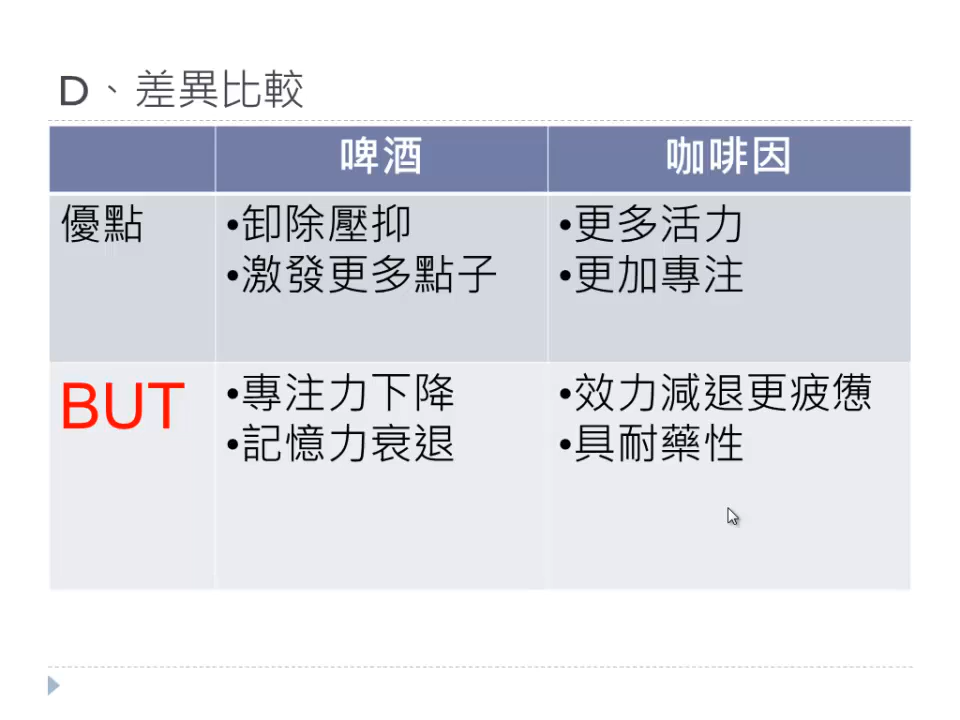 D、差異比較
啤酒
咖啡因
優點
•卸除壓抑
•激發更多點子
•更多活力
•更加專注
BUT
•專注力下降
•記憶力衰退
•效力減退更疲憊
•具耐藥性